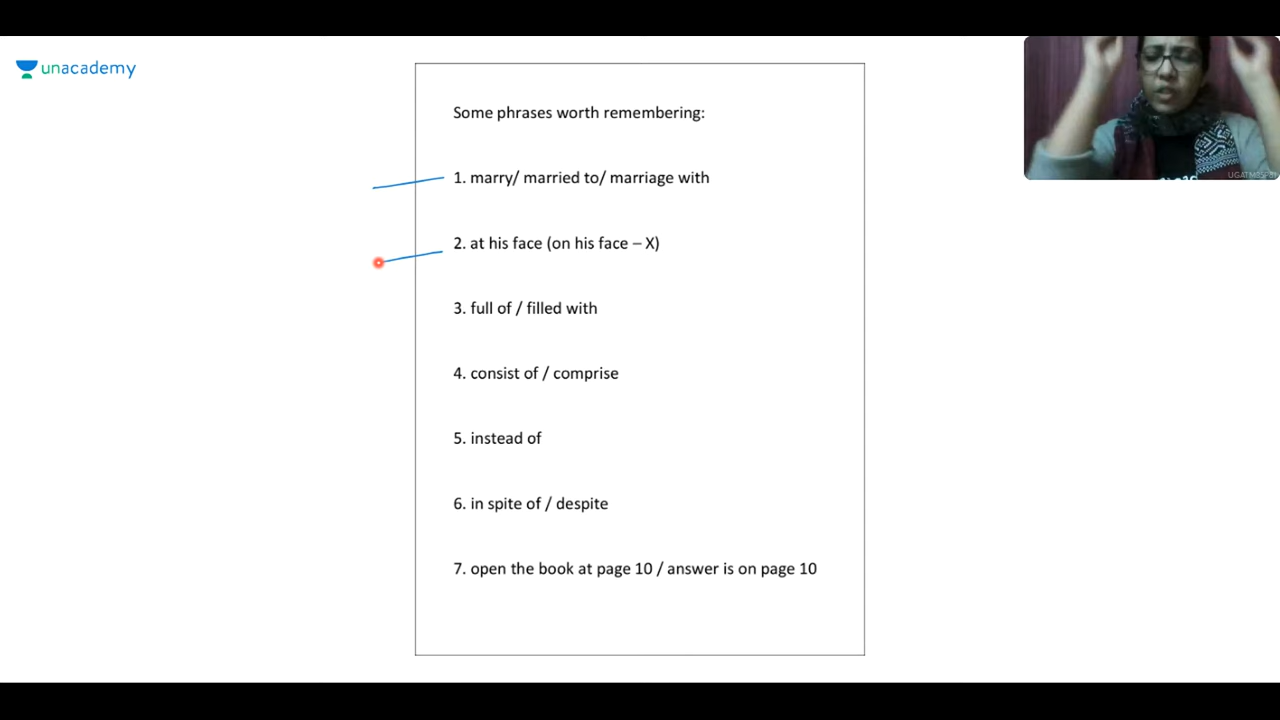 unacademy
Some phrases worth remembering:
1. marry/ married to/ marriage with
2. at his face (on his face – X)
3. full of / filled with
4. consist of / comprise
5. instead of
6. in spite of / despite
7. open the book at page 10 / answer is on page 10